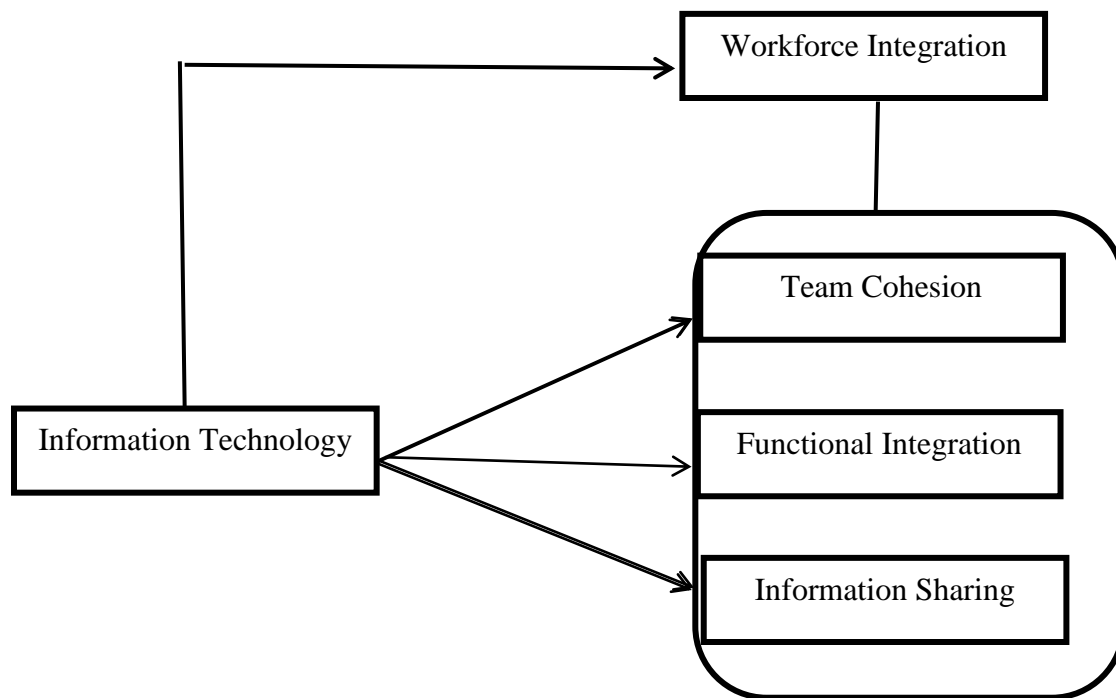 Workforce Integration
Team Cohesion
Information Technology
Functional Integration
Information Sharing